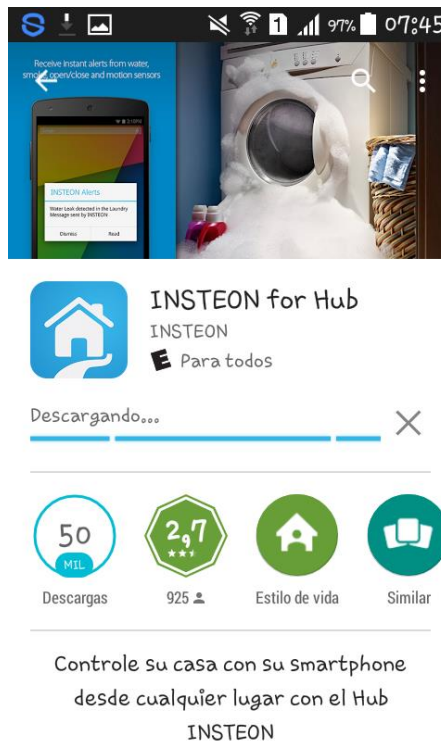 1 97% 07:45
Receive instant alerts from water,
smoke, open/close and motion sensors
INSTEON Alerts
Water Leak detected in the Laundry
Message sent by INSTEON
Dismiss Read
INSTEON for Hub
INSTEON
E Para todos
Descargando...
50
MIL
2,7
Descargas
925
Estilo de vida
Similar
Controle su casa con su smartphone
desde cualquier lugar con el Hub
INSTEON